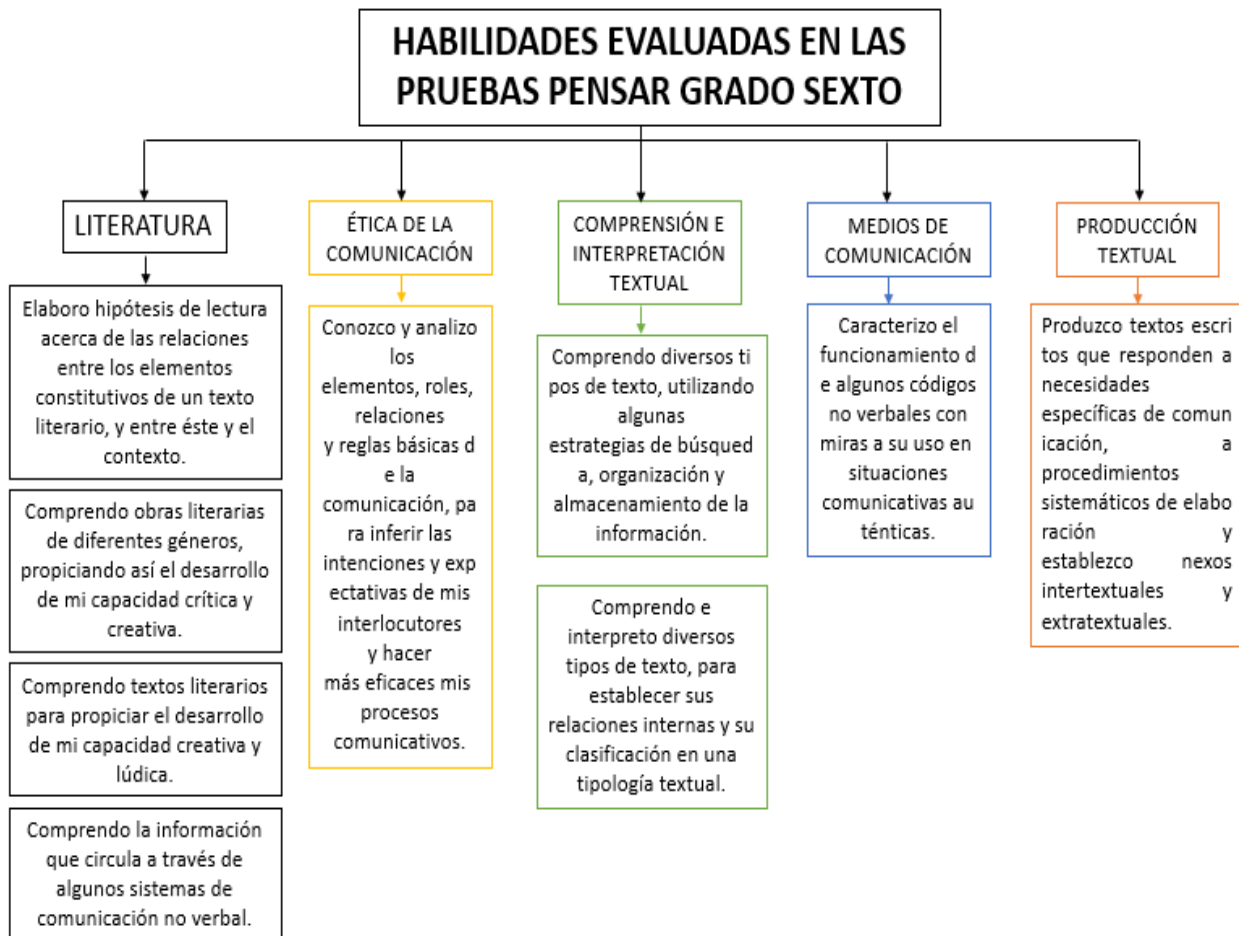 HABILIDADES EVALUADAS EN LAS
PRUEBAS PENSAR GRADO SEXTO
LITERATURA
Elaboro hipótesis de lectura
acerca de las relaciones
entre los elementos
constitutivos de un texto
literario, y entre éste y el
contexto.
Comprendo obras literarias
de diferentes géneros,
propiciando así el desarrollo
de mi capacidad crítica y
creativa.
Comprendo textos literarios
para propiciar el desarrollo
de mi capacidad creativa y
lúdica.
Comprendo la información
que circula a través de
algunos sistemas de
comunicación no verbal.
ÉTICA DE LA
COMUNICACIÓN
Conozco y analizo
los
elementos, roles,
relaciones
y reglas básicas d
e la
comunicación, pa
ra inferir las
intenciones y exp
ectativas de mis
interlocutores
y hacer
más eficaces mis
procesos
comunicativos.
COMPRENSIÓN E
INTERPRETACIÓN
TEXTUAL
Comprendo diversos ti
pos de texto, utilizando
algunas
estrategias de búsqued
a, organización y
almacenamiento de la
información.
Comprendo e
interpreto diversos
tipos de texto, para
establecer sus
relaciones internas y su
clasificación en una
tipología textual.
MEDIOS DE
COMUNICACIÓN
Caracterizo el
funcionamiento d
e algunos códigos
no verbales con
miras a su uso en
situaciones
comunicativas au
ténticas.
PRODUCCIÓN
TEXTUAL
Produzco textos escri
tos que responden a
necesidades
específicas de comun
icación, a
procedimientos
sistemáticos de elabo
ración y
establezco nexos
intertextuales y
extratextuales.